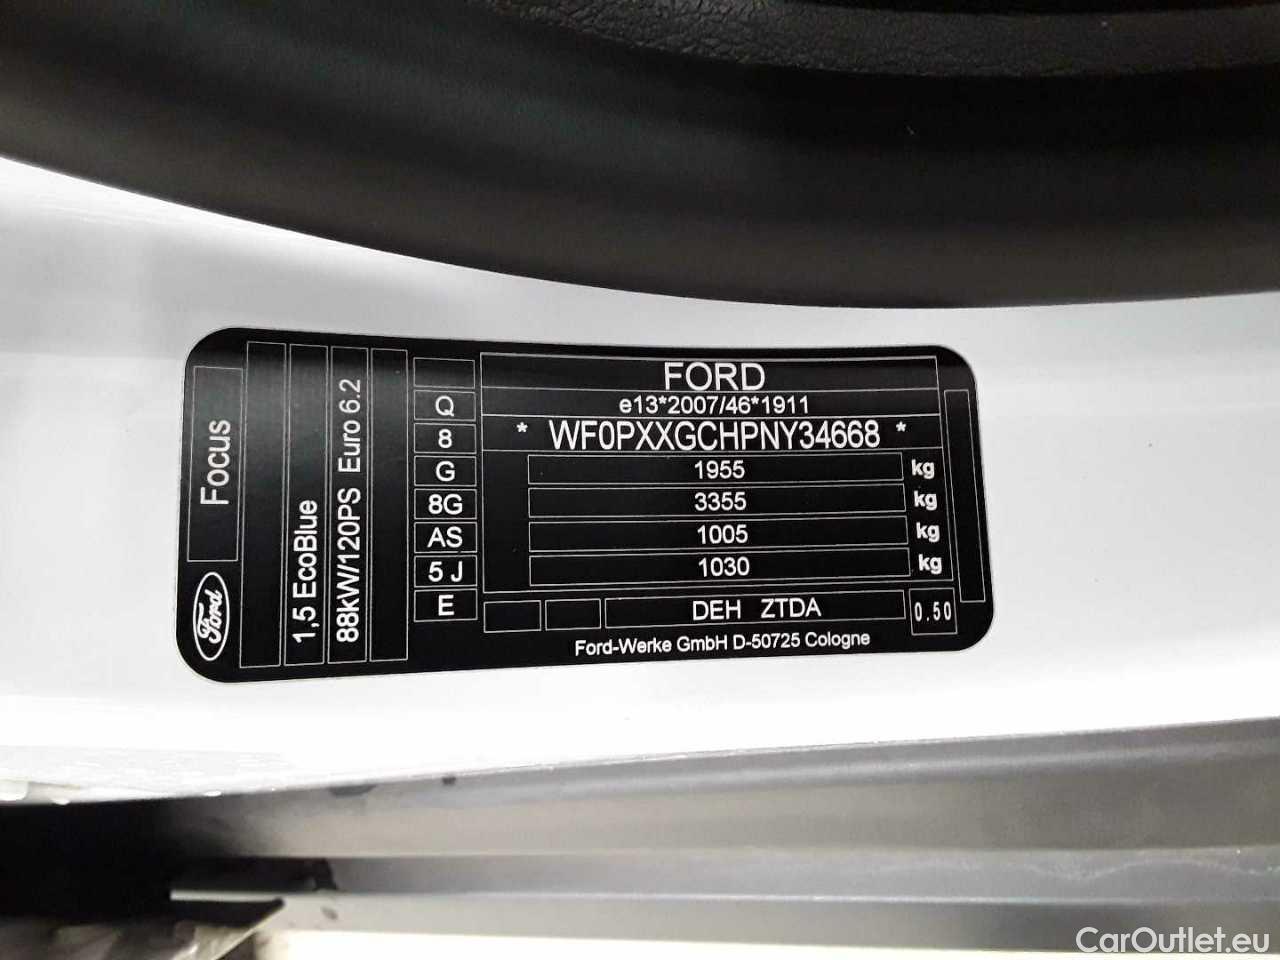 Focus
Ford
1,5 EcoBlue
88kW/120PS Euro 6.2
Q
8
G
8G
AS
5 J
E
FORD
e13*2007/46*1911
* WF0PXXGCHPNY34668 *
1955 kg
3355 kg
1005 kg
1030 kg
DEH ZTDA 0.50
Ford-Werke GmbH D-50725 Cologne
CarOutlet.eu